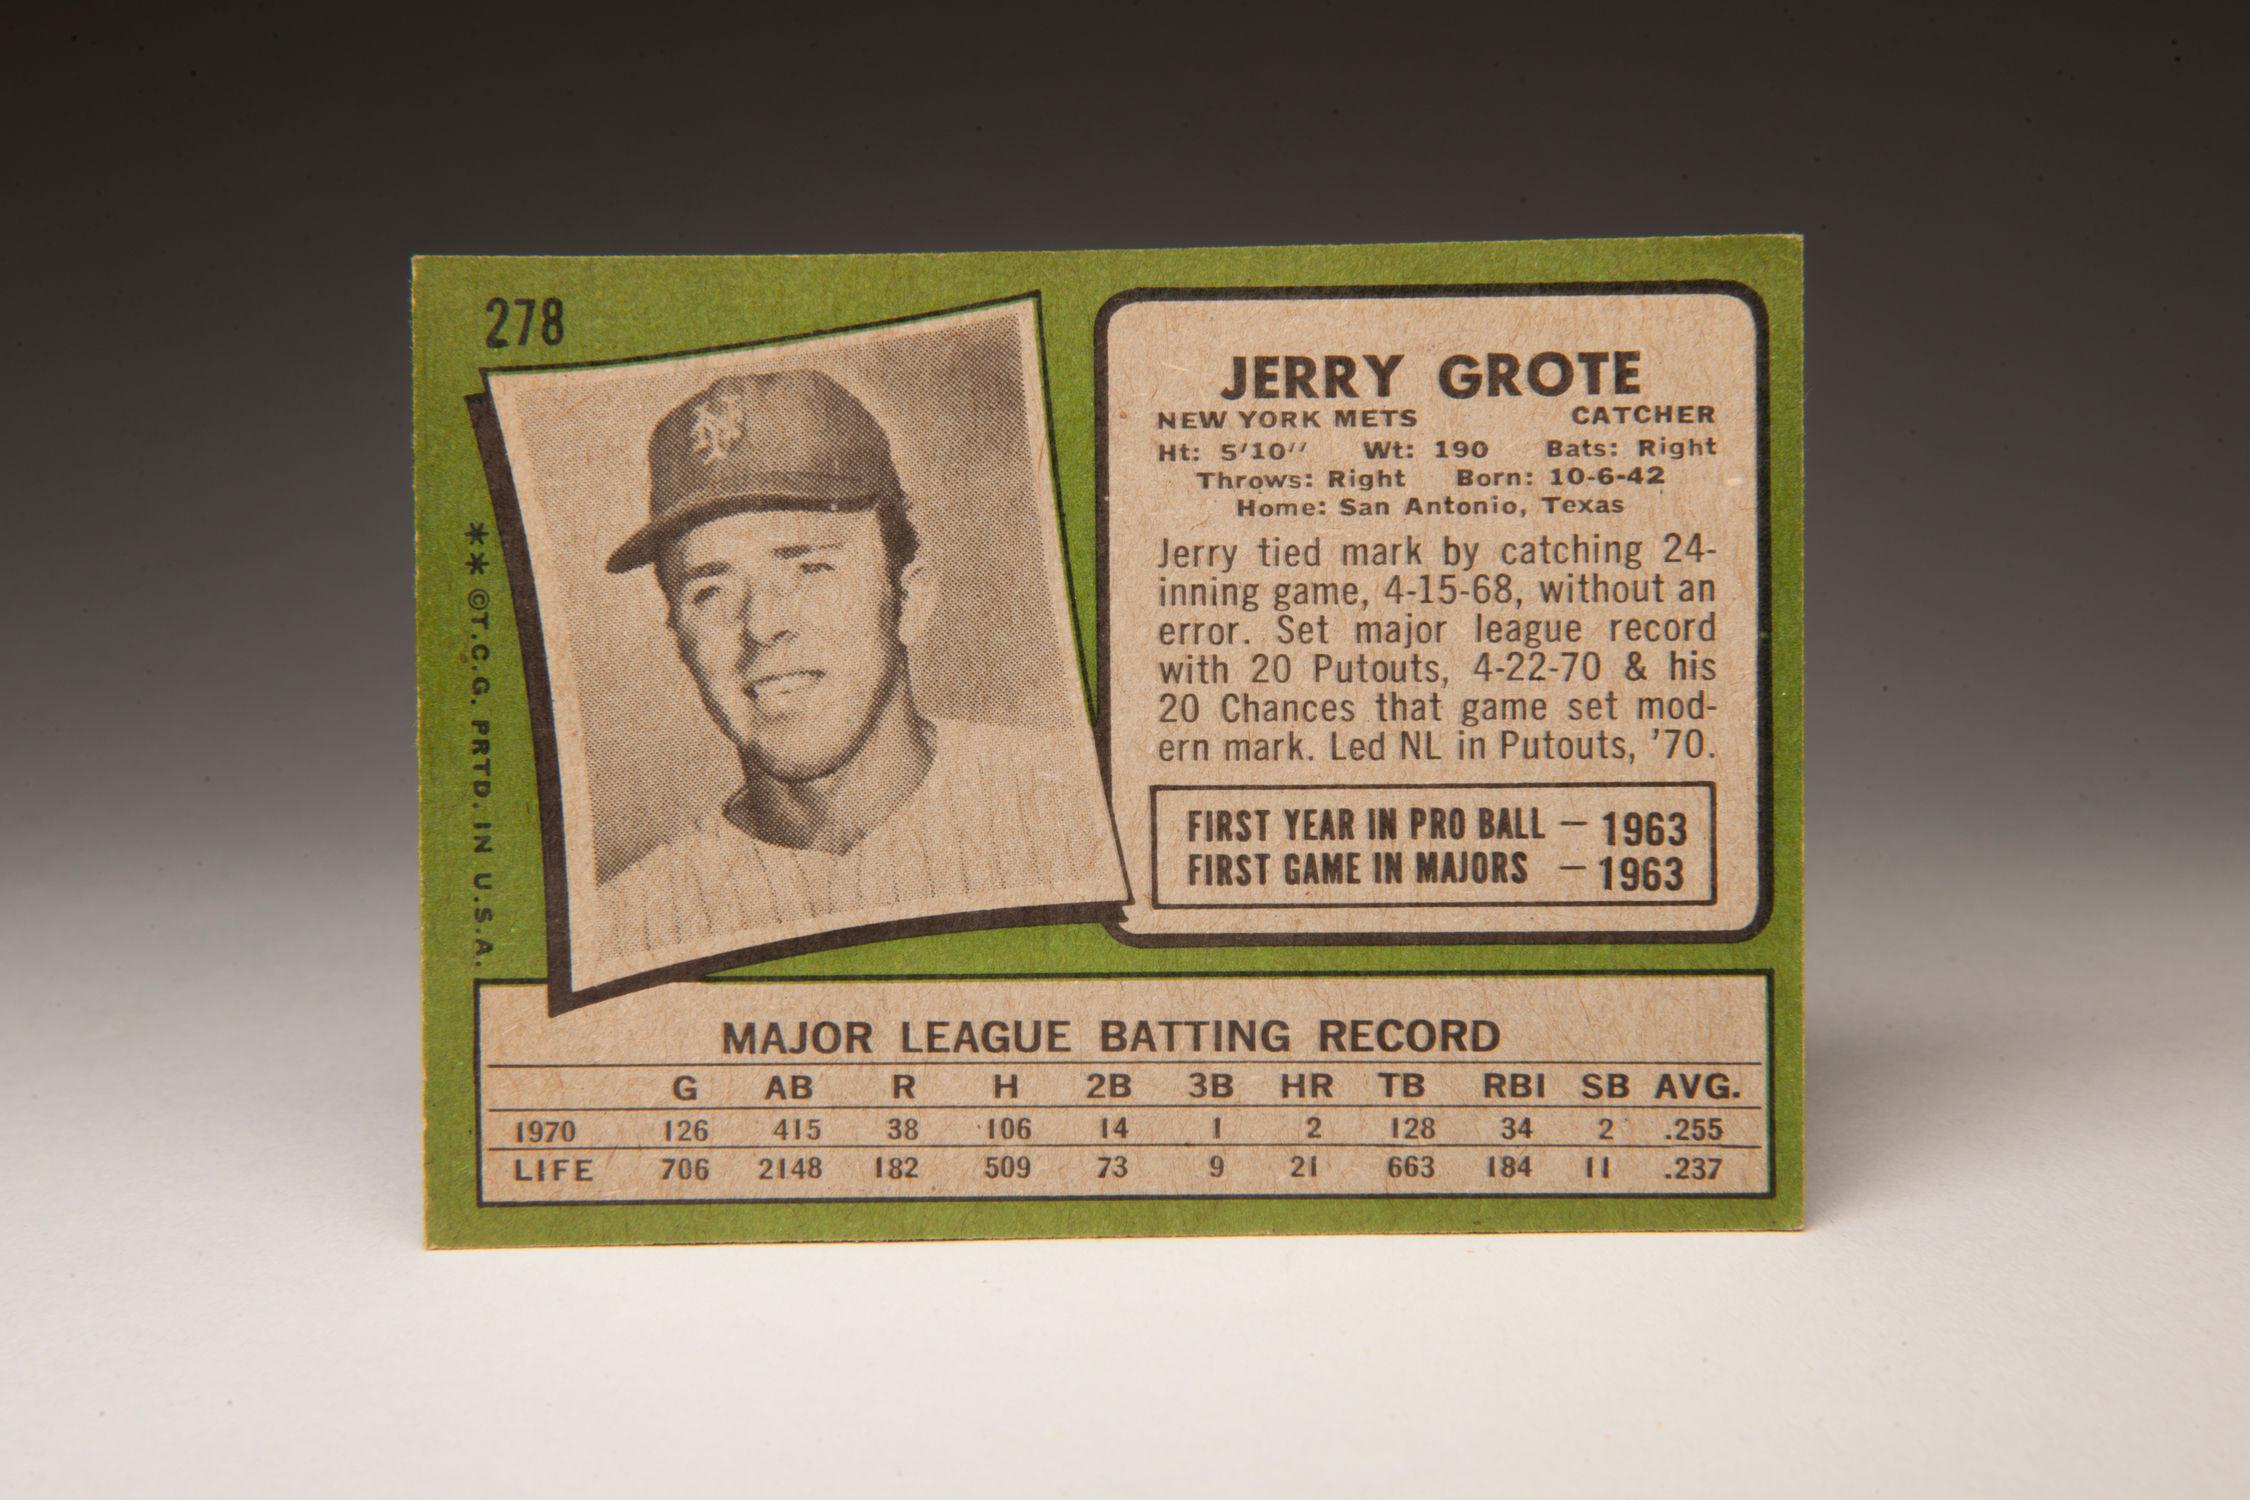 278
JERRY GROTE
NEW YORK METS CATCHER
Ht: 5'10" Wt: 190 Bats: Right
Throws: Right Born: 10-6-42
Home: San Antonio, Texas
Jerry tied mark by catching 24-
inning game, 4-15-68, without an
error. Set major league record
with 20 Putouts, 4-22-70 & his
20 Chances that game set mod-
ern mark. Led NL in Putouts, '70.
FIRST YEAR IN PRO BALL — 1963
FIRST GAME IN MAJORS — 1963
NY
** ©T.C.G. PRTD. IN U.S.A.
MAJOR LEAGUE BATTING RECORD
G AB R H 2B 3B HR TB RBI SB AVG.
1970 126 415 38 106 14 1 2 128 34 2 .255
LIFE 706 2148 182 509 73 9 21 663 184 11 .237